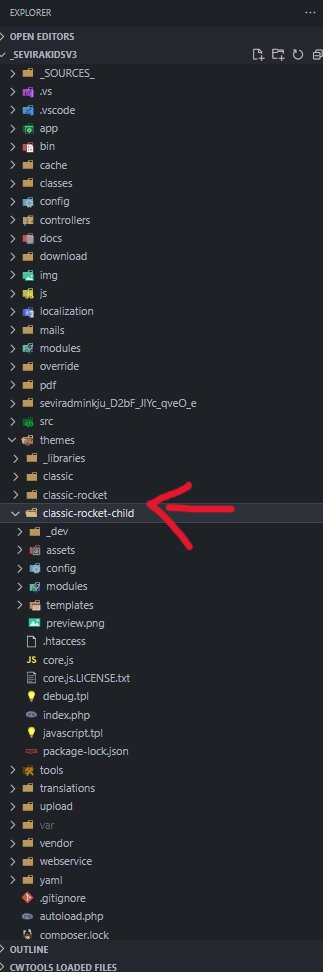 EXPLORER
OPEN EDITORS
_SEVIRAKIDSV3
_SOURCES_
.vs
.vscode
app
bin
cache
classes
config
controllers
docs
download
img
js
localization
mails
modules
override
pdf
seviradminkju_D2bF_JIYc_qveO_e
src
themes
_libraries
classic
classic-rocket
classic-rocket-child
_dev
assets
config
modules
templates
preview.png
.htaccess
JS core.js
core.js.LICENSE.txt
debug.tpl
index.php
javascript.tpl
package-lock.json
tools
translations
upload
var
vendor
webservice
yaml
.gitignore
autoload.php
composer.lock
OUTLINE
CWTOOLS LOADED FILES